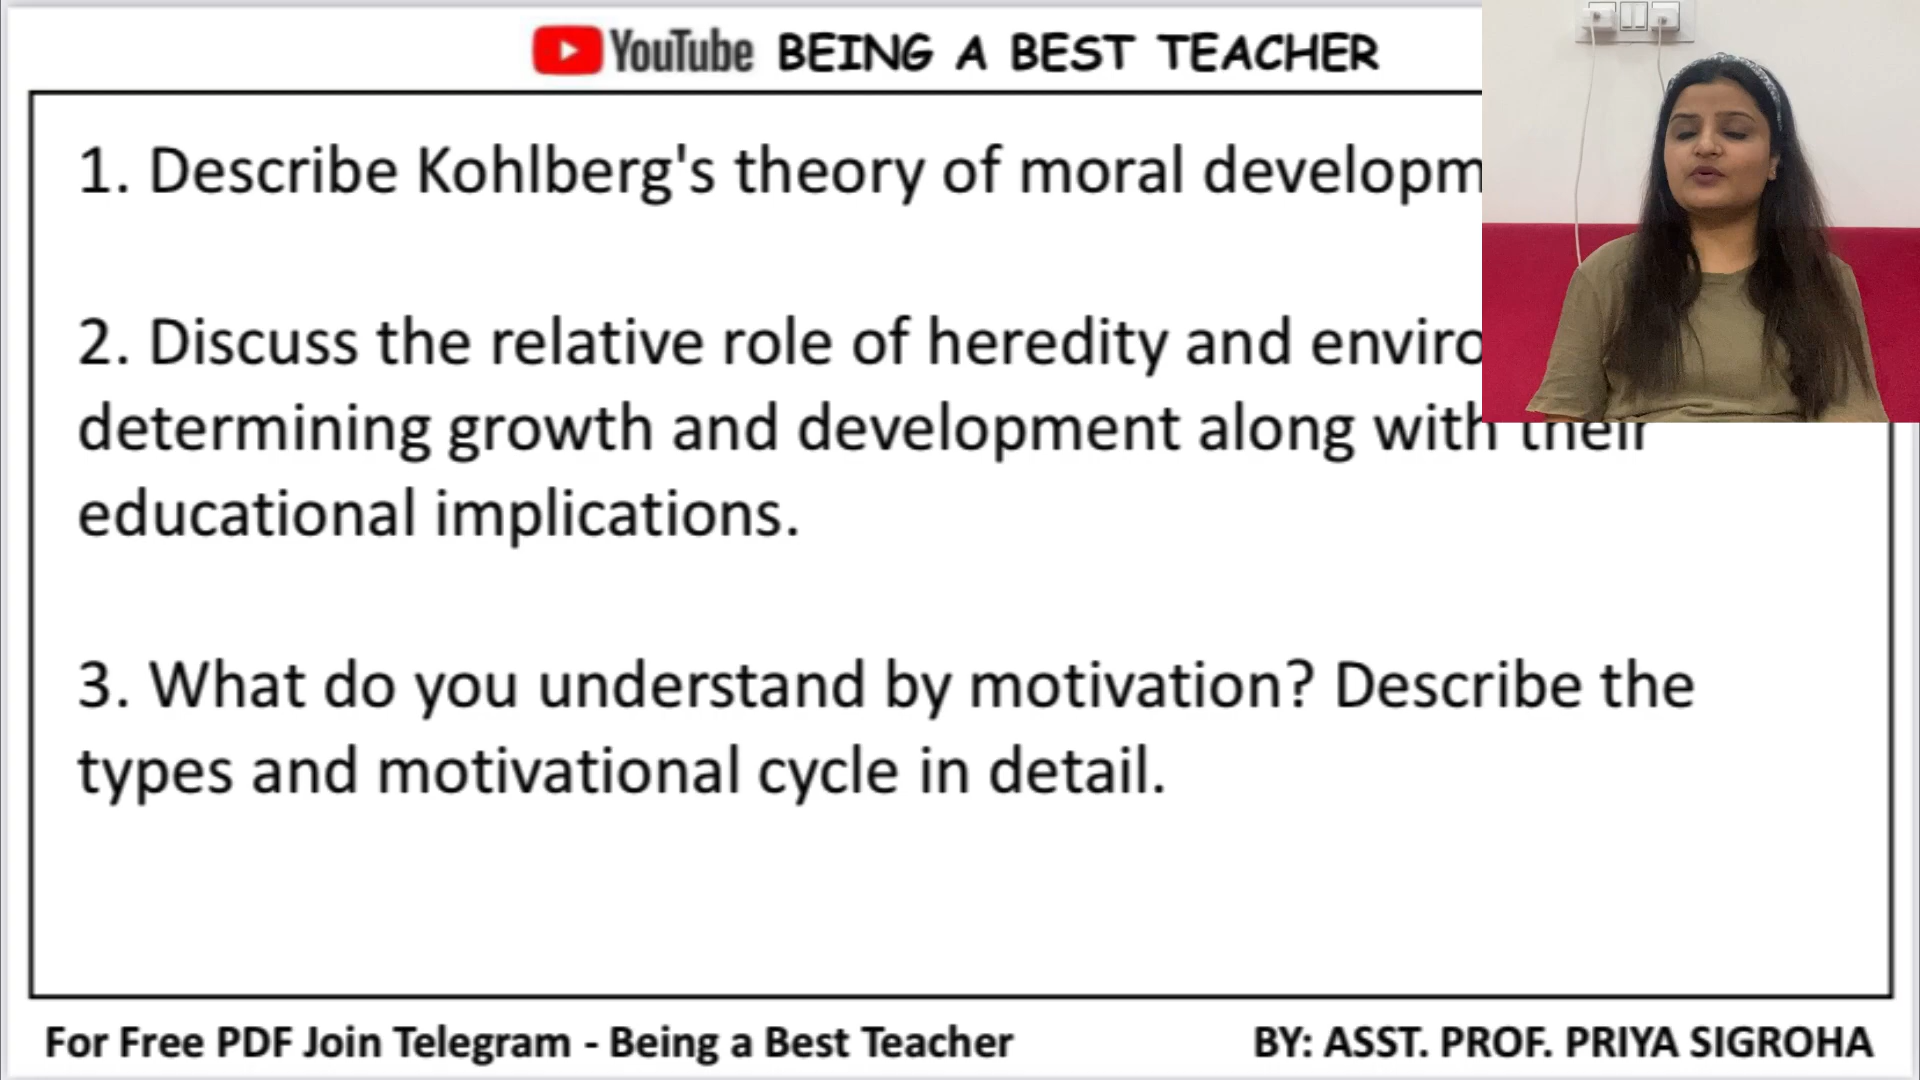 YouTube BEING A BEST TEACHER
1. Describe Kohlberg's theory of moral
2. Discuss the relative role of heredity and
determining growth and development along with their
educational implications.
3. What do you understand by motivation? Describe the
types and motivational cycle in detail.
For Free PDF Join Telegram - Being a Best Teacher
BY: ASST. PROF. PRIYA SIGROHA